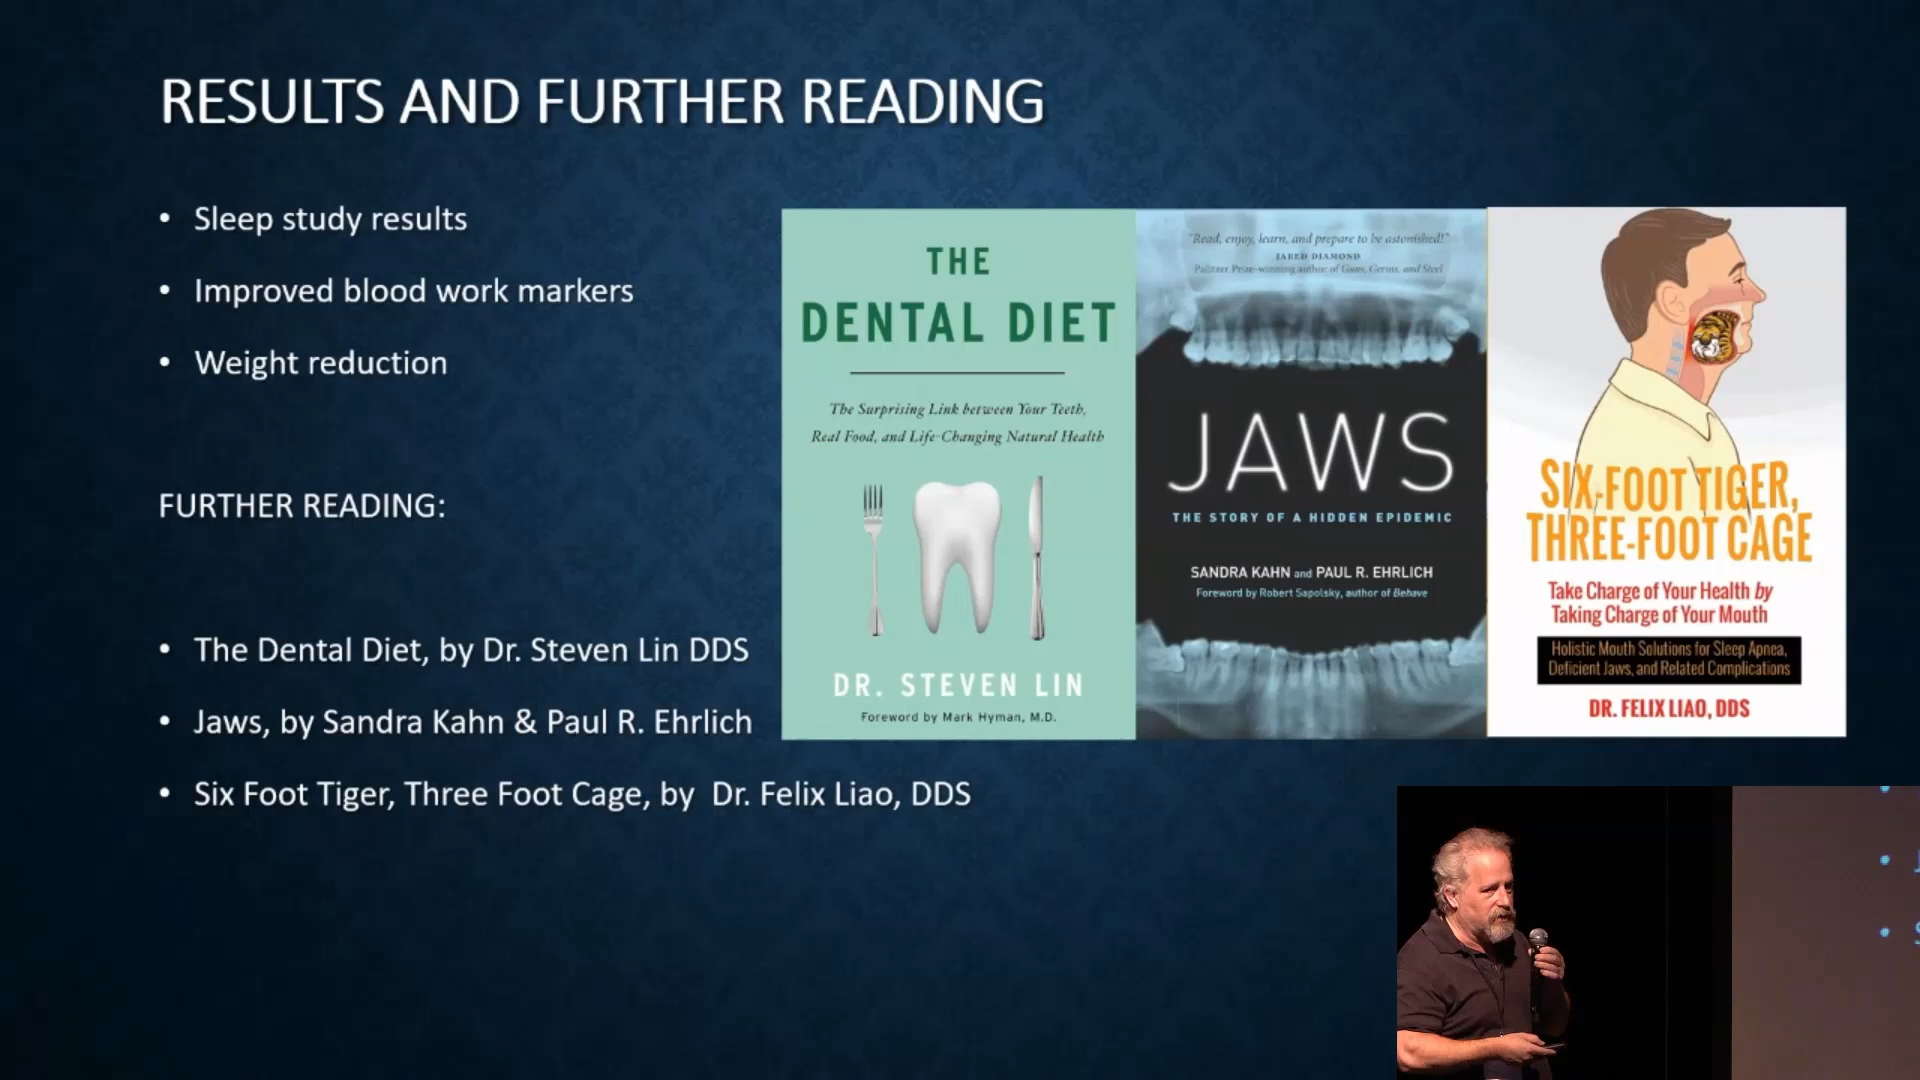 RESULTS AND FURTHER READING
• Sleep study results
• Improved blood work markers
• Weight reduction
FURTHER READING:
• The Dental Diet, by Dr. Steven Lin DDS
• Jaws, by Sandra Kahn & Paul R. Ehrlich
• Six Foot Tiger, Three Foot Cage, by Dr. Felix Liao, DDS
THE
DENTAL DIET
The Surprising Link between Your Teeth,
Real Food, and Life-Changing Natural Health
DR. STEVEN LIN
Foreword by Mark Hyman, M.D.
"Read, enjoy, learn, and prepare to be astonished!"
JARED DIAMOND
Pulitzer Prize-winning author of Guns, Germs, and Steel
JAWS
THE STORY OF A HIDDEN EPIDEMIC
SANDRA KAHN and PAUL R. EHRLICH
Foreword by Robert Sapolsky, author of Behave
SIX-FOOT TIGER,
THREE-FOOT CAGE
Take Charge of Your Health by
Taking Charge of Your Mouth
Holistic Mouth Solutions for Sleep Apnea,
Deficient Jaws, and Related Complications
DR. FELIX LIAO, DDS